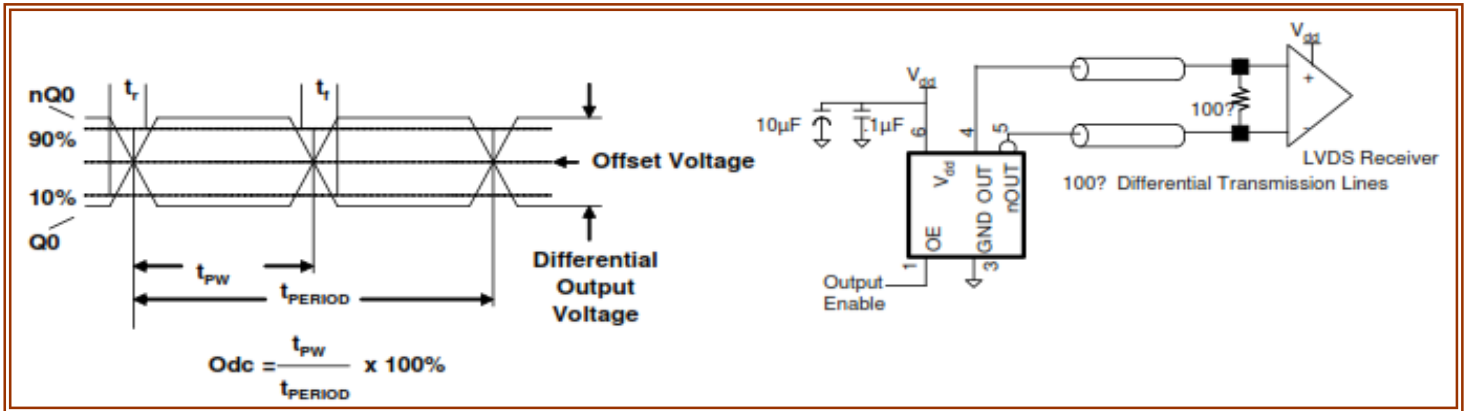 nQ0
tr
tf
90%
Offset Voltage
10%
Q0
tPW
tPERIOD
Differential
Output
Voltage
Odc = tPW / tPERIOD x 100%
Vdd
10µF
.1µF
6
4
5
Vdd
OUT
nOUT
OE
GND
1
3
Output
Enable
100?
Vdd
+
-
LVDS Receiver
100? Differential Transmission Lines